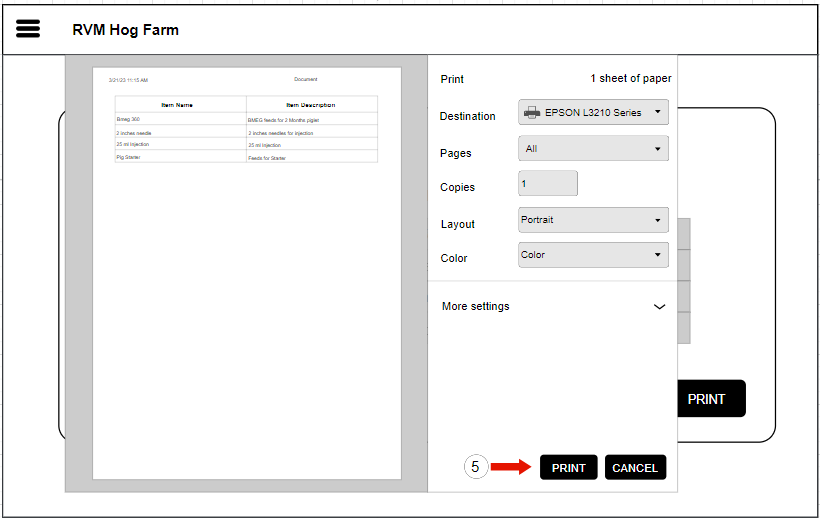 RVM Hog Farm
3/21/23 11:15 AM Document
Item Name Item Description
Bmeg 360 BMEG feeds for 2 Months piglet
2 inches needle 2 inches needles for injection
25 ml Injection 25 ml Injection
Pig Starter Feeds for Starter
Print 1 sheet of paper
Destination EPSON L3210 Series
Pages All
Copies 1
Layout Portrait
Color Color
More settings
PRINT
5 PRINT CANCEL